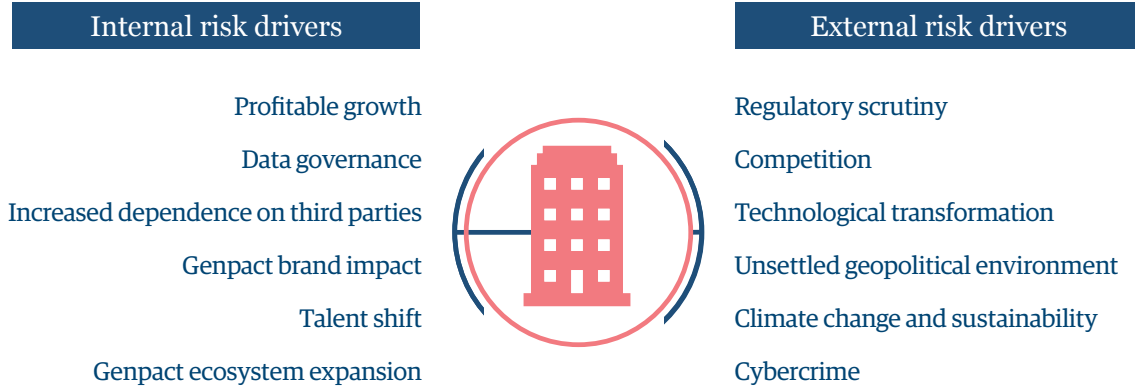 Internal risk drivers
Profitable growth
Data governance
Increased dependence on third parties
Genpact brand impact
Talent shift
Genpact ecosystem expansion
External risk drivers
Regulatory scrutiny
Competition
Technological transformation
Unsettled geopolitical environment
Climate change and sustainability
Cybercrime